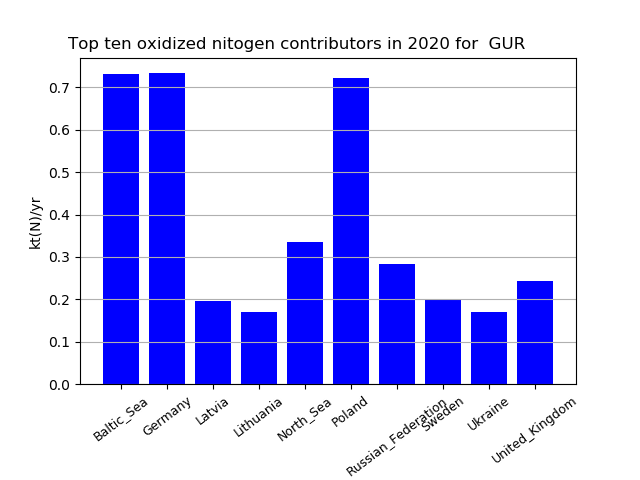 Top ten oxidized nitogen contributors in 2020 for  GUR
kt(N)/yr
0.7
0.6
0.5
0.4
0.3
0.2
0.1
0.0
Baltic_Sea
Germany
Latvia
Lithuania
North_Sea
Poland
Russian_Federation
Sweden
Ukraine
United_Kingdom